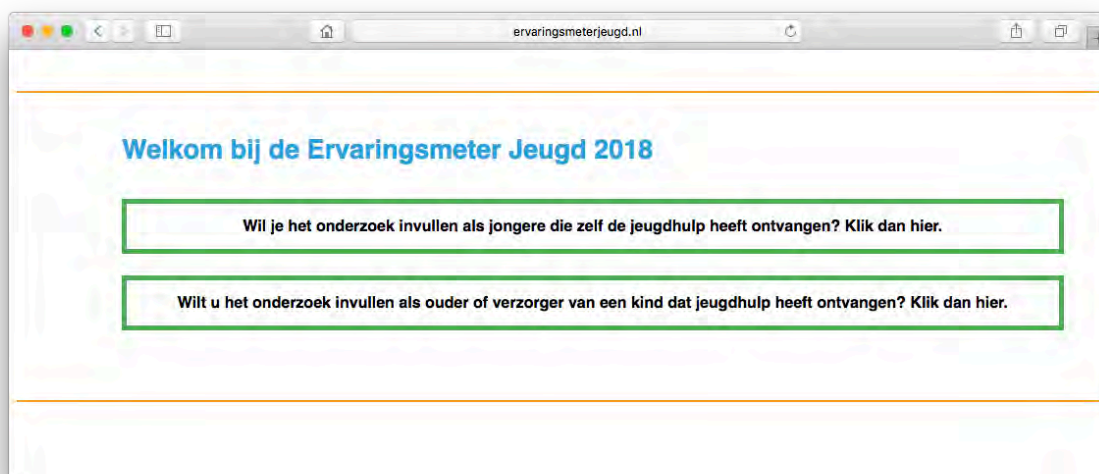 ervaringsmeterjeugd.nl
Welkom bij de Ervaringsmeter Jeugd 2018
Wil je het onderzoek invullen als jongere die zelf de jeugdhulp heeft ontvangen? Klik dan hier.
Wilt u het onderzoek invullen als ouder of verzorger van een kind dat jeugdhulp heeft ontvangen? Klik dan hier.